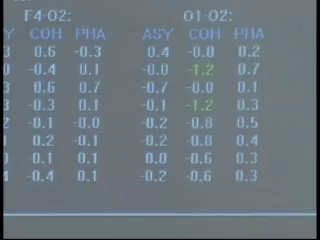 F4-02: 01-02:
Y COH PHA ASY COH PHA
3 0.6 -0.3 0.4 -0.0 0.2
0 -0.4 0.1 -0.0 -1.2 0.7
3 0.6 0.7 -0.7 -0.0 0.1
3 -0.3 0.1 -0.1 -1.2 0.3
2 -0.1 -0.0 -0.2 -0.8 0.5
1 0.2 -0.1 -0.2 -0.8 0.4
0 -0.1 0.1 0.0 -0.6 0.3
4 -0.4 0.1 -0.2 -0.6 0.3